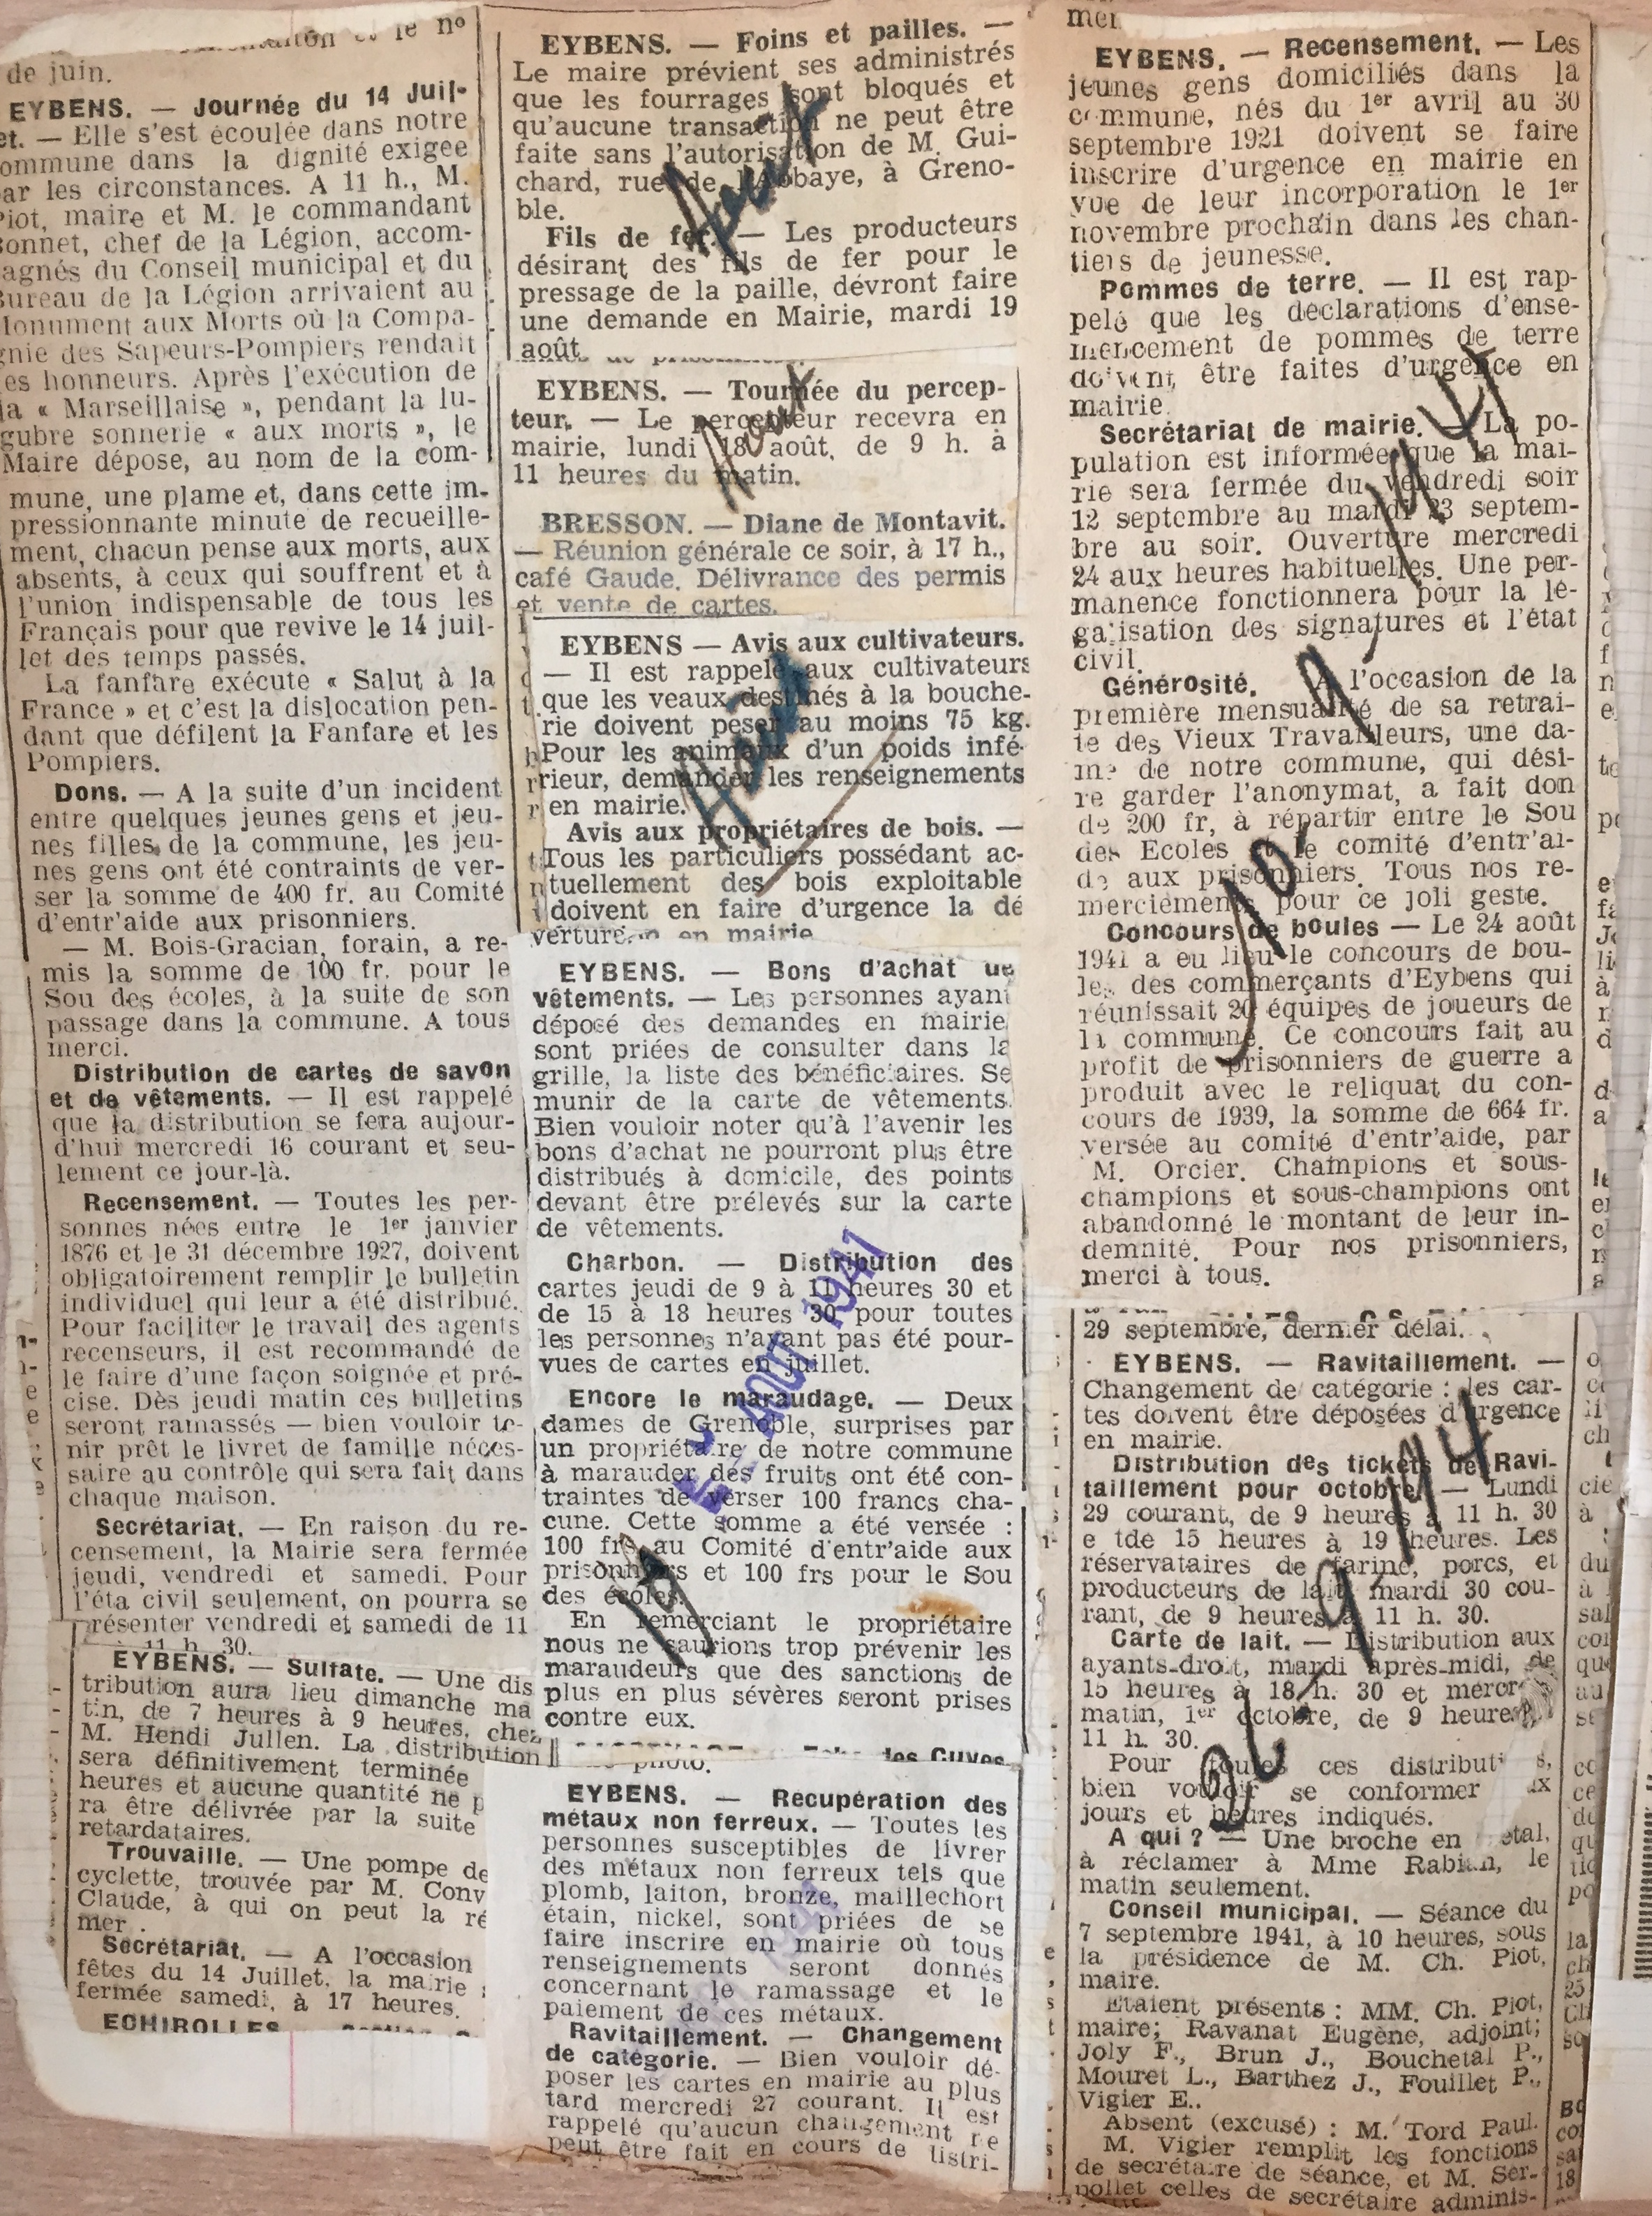 et le nº
de juin.
EYBENS. — Journée du 14 Juil-
et. — Elle s'est écoulée dans notre
ommune dans la dignité exigée
ar les circonstances. A 11 h., M.
Piot, maire et M. le commandant
Bonnet, chef de la Légion, accom-
agnés du Conseil municipal et du
Bureau de la Légion arrivaient au
Monument aux Morts où la Compa-
gnie des Sapeurs-Pompiers rendait
es honneurs. Après l'exécution de
la « Marseillaise », pendant la lu-
gubre sonnerie « aux morts », le
Maire dépose, au nom de la com-
mune, une plame et, dans cette im-
pressionnante minute de recueille-
ment, chacun pense aux morts, aux
absents, à ceux qui souffrent et à
l'union indispensable de tous les
Français pour que revive le 14 juil-
let des temps passés.
La fanfare exécute « Salut à la
France » et c'est la dislocation pen-
dant que défilent la Fanfare et les
Pompiers.
Dons. — A la suite d'un incident
entre quelques jeunes gens et jeu-
nes filles de la commune, les jeu-
nes gens ont été contraints de ver-
ser la somme de 400 fr. au Comité
d'entr'aide aux prisonniers.
— M. Bois-Gracian, forain, a re-
mis la somme de 100 fr. pour le
Sou des écoles, à la suite de son
passage dans la commune. A tous
merci.
Distribution de cartes de savon
et de vêtements. — Il est rappelé
que la distribution se fera aujour-
d'hui mercredi 16 courant et seu-
lement ce jour-là.
Recensement. — Toutes les per-
sonnes nées entre le 1er janvier
1876 et le 31 décembre 1927, doivent
obligatoirement remplir le bulletin
individuel qui leur a été distribué.
Pour faciliter le travail des agents
recenseurs, il est recommandé de
le faire d'une façon soignée et pré-
cise. Dès jeudi matin ces bulletins
seront ramassés — bien vouloir te-
nir prêt le livret de famille néces-
saire au contrôle qui sera fait dans
chaque maison.
Secrétariat. — En raison du re-
censement, la Mairie sera fermée
jeudi, vendredi et samedi. Pour
l'éta civil seulement, on pourra se
présenter vendredi et samedi de 11
à 11 h. 30.
EYBENS. — Sulfate. — Une dis
tribution aura lieu dimanche ma
tin, de 7 heures à 9 heures, chez
M. Hendi Jullen. La distribution
sera définitivement terminée
heures et aucune quantité ne p
ra être délivrée par la suite
retardataires.
Trouvaille. — Une pompe de
cyclette, trouvée par M. Conv
Claude, à qui on peut la ré
mer.
Secrétariat. — A l'occasion
fêtes du 14 Juillet, la mairie
fermée samedi, à 17 heures.
ECHIROLLES.
EYBENS. — Foins et pailles. —
Le maire prévient ses administrés
que les fourrages sont bloqués et
qu'aucune transaction ne peut être
faite sans l'autorisation de M. Gui-
chard, rue de l'Abbaye, à Greno-
ble.
Fils de fer. — Les producteurs
désirant des fils de fer pour le
pressage de la paille, dévront faire
une demande en Mairie, mardi 19
août.
EYBENS. — Tournée du percep-
teur. — Le percepteur recevra en
mairie, lundi 18 août, de 9 h. à
11 heures du matin.
BRESSON. — Diane de Montavit.
— Réunion générale ce soir, à 17 h.,
café Gaude. Délivrance des permis
et vente de cartes.
EYBENS — Avis aux cultivateurs.
— Il est rappelé aux cultivateurs
que les veaux destinés à la bouche-
rie doivent peser au moins 75 kg.
Pour les animaux d'un poids infé-
rieur, demander les renseignements
en mairie.
Avis aux propriétaires de bois. —
Tous les particuliers possédant ac-
tuellement des bois exploitable
doivent en faire d'urgence la dé
en mairie
Août
EYBENS. — Bons d'achat de
vêtements. — Les personnes ayant
déposé des demandes en mairie
sont priées de consulter dans la
grille, la liste des bénéficiaires. Se
munir de la carte de vêtements.
Bien vouloir noter qu'à l'avenir les
bons d'achat ne pourront plus être
distribués à domicile, des points
devant être prélevés sur la carte
de vêtements.
Charbon. — Distribution des
cartes jeudi de 9 à 11 heures 30 et
de 15 à 18 heures 30 pour toutes
les personnes n'ayant pas été pour-
vues de cartes en juillet.
Encore le maraudage. — Deux
dames de Grenoble, surprises par
un propriétaire de notre commune
à marauder des fruits ont été con-
traintes de verser 100 francs cha-
cune. Cette somme a été versée :
100 frs au Comité d'entr'aide aux
prisonniers et 100 frs pour le Sou
des écoles.
En remerciant le propriétaire
nous ne saurions trop prévenir les
maraudeurs que des sanctions de
plus en plus sévères seront prises
contre eux.
AOUT 1941
19
des Cuves
photo.
EYBENS. — Récupération des
métaux non ferreux. — Toutes les
personnes susceptibles de livrer
des métaux non ferreux tels que
plomb, laiton, bronze, maillechort
étain, nickel, sont priées de se
faire inscrire en mairie où tous
renseignements seront donnés
concernant le ramassage et le
paiement de ces métaux.
Ravitaillement. — Changement
de catégorie. — Bien vouloir dé-
poser les cartes en mairie au plus
tard mercredi 27 courant. Il est
rappelé qu'aucun changement ne
peut être fait en cours de distri-
mer
EYBENS. — Recensement. — Les
jeunes gens domiciliés dans la
commune, nés du 1er avril au 30
septembre 1921 doivent se faire
inscrire d'urgence en mairie en
vue de leur incorporation le 1er
novembre prochain dans les chan-
tiers de jeunesse.
Pommes de terre. — Il est rap-
pelé que les déclarations d'ense-
mencement de pommes de terre
doivent être faites d'urgence en
mairie.
Secrétariat de mairie. — La po-
pulation est informée que la mai-
rie sera fermée du vendredi soir
12 septembre au mardi 23 septem-
bre au soir. Ouverture mercredi
24 aux heures habituelles. Une per-
manence fonctionnera pour la lé-
galisation des signatures et l'état
civil.
Générosité. A l'occasion de la
première mensualité de sa retrai-
te des Vieux Travailleurs, une da-
me de notre commune, qui dési-
re garder l'anonymat, a fait don
de 200 fr, à répartir entre le Sou
des Ecoles et le comité d'entr'ai-
de aux prisonniers. Tous nos re-
merciements pour ce joli geste.
Concours de boules — Le 24 août
1941 a eu lieu le concours de bou-
les des commerçants d'Eybens qui
réunissait 20 équipes de joueurs de
la commune. Ce concours fait au
profit de prisonniers de guerre a
produit avec le reliquat du con-
cours de 1939, la somme de 664 fr.
versée au comité d'entr'aide, par
M. Orcier. Champions et sous-
champions et sous-champions ont
abandonné le montant de leur in-
demnité. Pour nos prisonniers,
merci à tous.
29 septembre, dernier délai.
EYBENS. — Ravitaillement. —
Changement de catégorie : les car-
tes doivent être déposées d'urgence
en mairie.
Distribution des tickets de Ravi-
taillement pour octobre. — Lundi
29 courant, de 9 heures à 11 h. 30
e tde 15 heures à 19 heures. Les
réservataires de farine, porcs, et
producteurs de lait mardi 30 cou-
rant, de 9 heures à 11 h. 30.
Carte de lait. — Distribution aux
ayants-droit, mardi après-midi, de
15 heures à 18 h. 30 et mercr
matin, 1er octobre, de 9 heures
11 h. 30.
Pour toutes ces distributi s,
bien vouloir se conformer ux
jours et heures indiqués.
A qui ? — Une broche en étal,
à réclamer à Mme Rabian, le
matin seulement.
Conseil municipal. — Séance du
7 septembre 1941, à 10 heures, sous
la présidence de M. Ch. Piot,
maire.
Etaient présents : MM. Ch. Piot,
maire; Ravanat Eugène, adjoint;
Joly F., Brun J., Bouchetal P.,
Mouret L., Barthez J., Fouillet P.,
Vigier E..
Absent (excusé) : M. Tord Paul.
M. Vigier remplit les fonctions
de secrétaire de séance, et M. Ser-
pollet celles de secrétaire adminis-